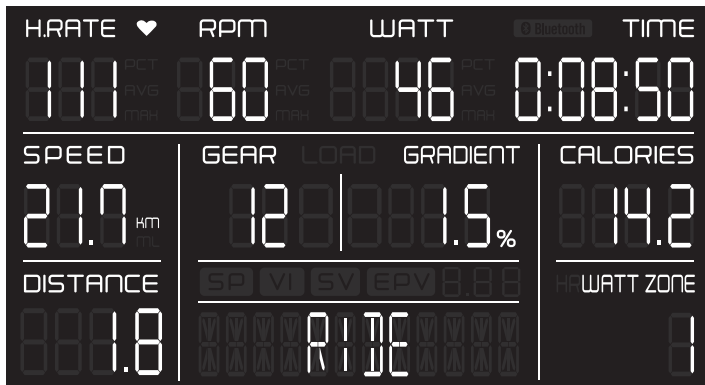 H.RATE ♥ RPM WATT Bluetooth TIME
111 PCT AVG MAX 60 PCT AVG MAX 46 PCT AVG MAX 0:08:50
SPEED GEAR LOAD GRADIENT CALORIES
21.7 KM ML 12 1.5% 14.2
DISTANCE SP VI SV EPV HR WATT ZONE
1.8 RIDE 1